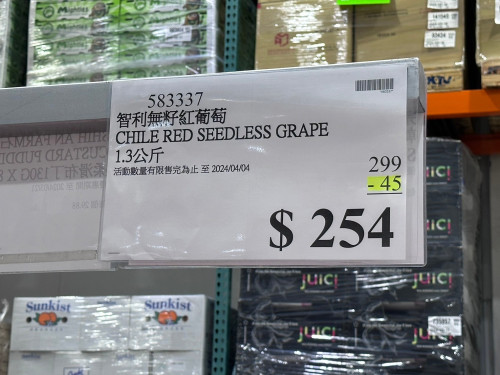 583337
智利無籽紅葡萄
CHILE RED SEEDLESS GRAPE
1.3公斤
活動數量有限售完為止 至 2024/04/04
299
- 45
$ 254
Sunkist
Sunkist
juici
juici
juici
juici